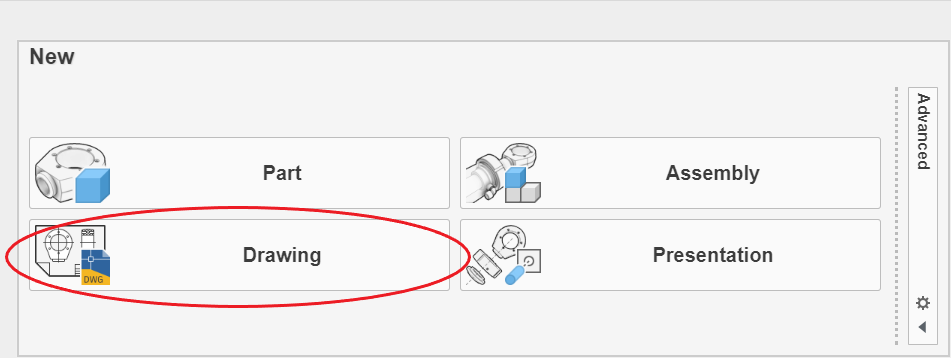 New
Part
Assembly
Drawing
DWG
Presentation
Advanced